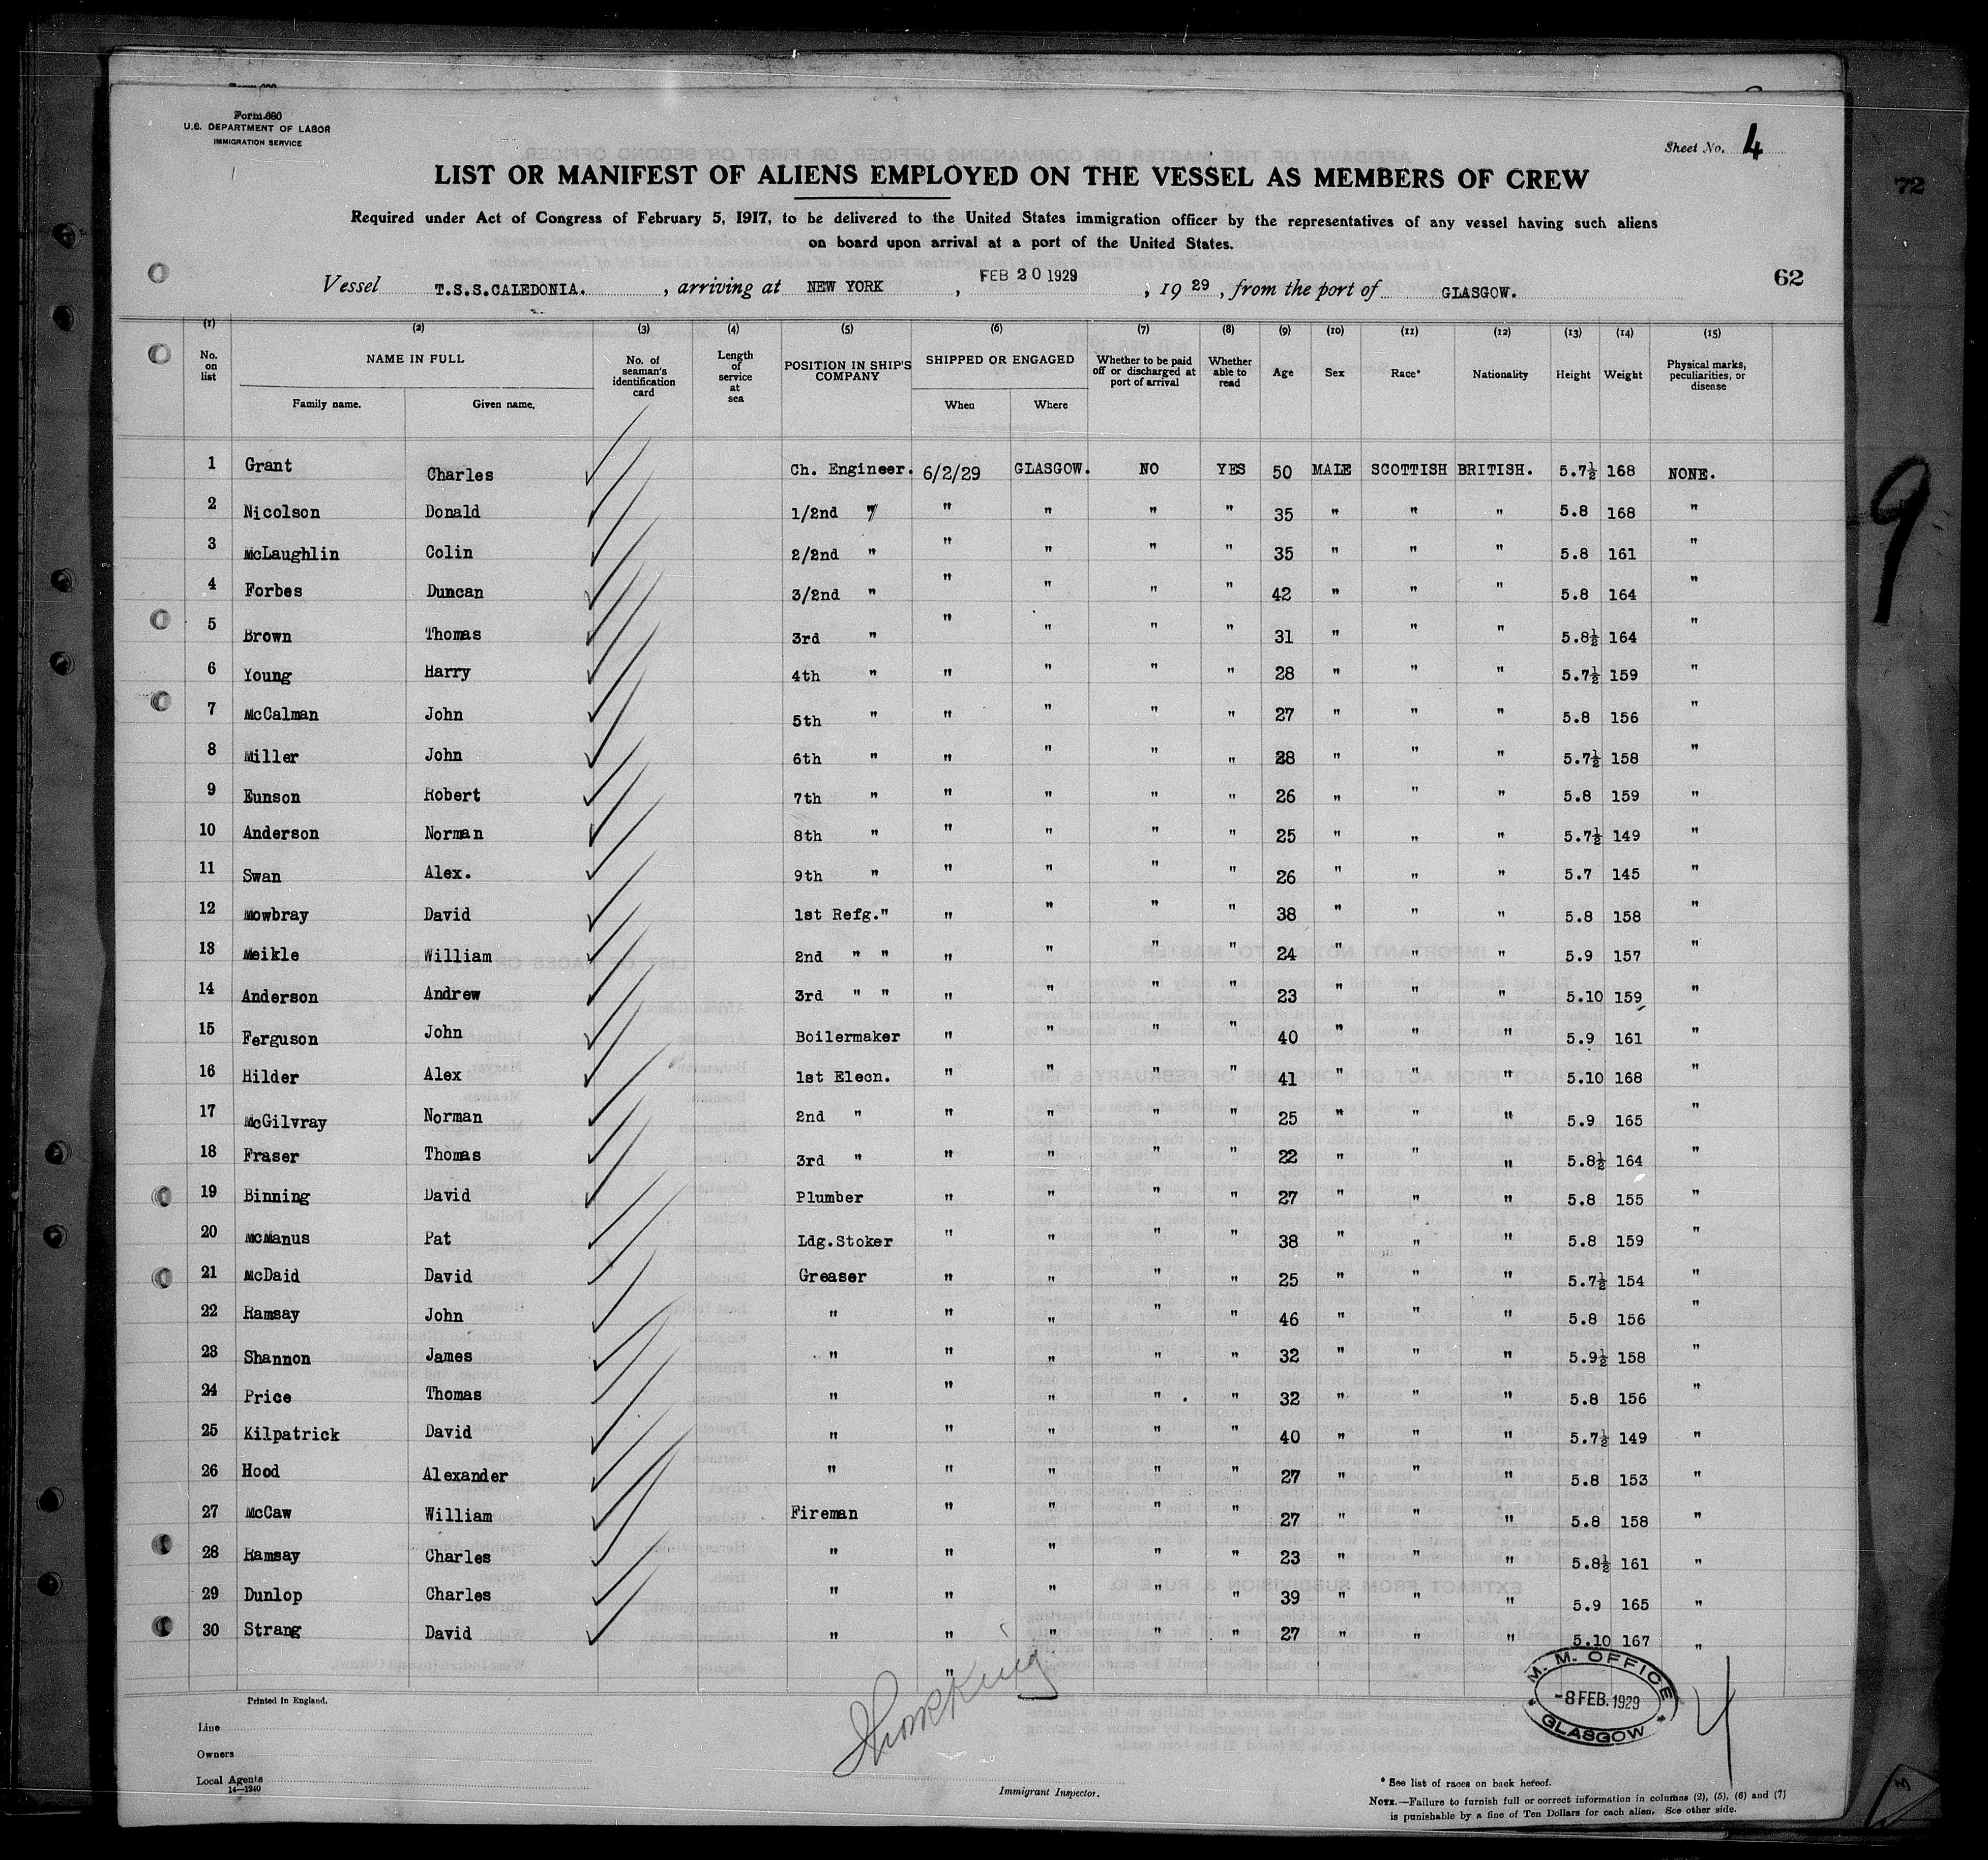 Form 680
U.S. DEPARTMENT OF LABOR
IMMIGRATION SERVICE
Sheet No. 4
LIST OR MANIFEST OF ALIENS EMPLOYED ON THE VESSEL AS MEMBERS OF CREW
72
Required under Act of Congress of February 5, 1917, to be delivered to the United States immigration officer by the representatives of any vessel having such aliens
on board upon arrival at a port of the United States.
62
Vessel T.S.S.CALEDONIA. , arriving at NEW YORK , FEB 20 1929 , 19 29 , from the port of GLASGOW.
(1) (2) (3) (4) (5) (6) (7) (8) (9) (10) (11) (12) (13) (14) (15)
No. on list NAME IN FULL Family name. Given name. No. of seaman's identification card Length of service at sea POSITION IN SHIP'S COMPANY SHIPPED OR ENGAGED When Where Whether to be paid off or discharged at port of arrival Whether able to read Age Sex Race* Nationality Height Weight Physical marks, peculiarities, or disease
1 Grant Charles Ch. Engineer. 6/2/29 GLASGOW. NO YES 50 MALE SCOTTISH BRITISH. 5.7½ 168 NONE.
2 Nicolson Donald 1/2nd " " " " " 35 " " " 5.8 168 "
3 McLaughlin Colin 2/2nd " " " " " 35 " " " 5.8 161 "
4 Forbes Duncan 3/2nd " " " " " 42 " " " 5.8 164 "
5 Brown Thomas 3rd " " " " " 31 " " " 5.8½ 164 "
6 Young Harry 4th " " " " " 28 " " " 5.7½ 159 "
7 McCalman John 5th " " " " " 27 " " " 5.8 156 "
8 Miller John 6th " " " " " 28 " " " 5.7½ 158 "
9 Eunson Robert 7th " " " " " 26 " " " 5.8 159 "
10 Anderson Norman 8th " " " " " 25 " " " 5.7½ 149 "
11 Swan Alex. 9th " " " " " 26 " " " 5.7 145 "
12 Mowbray David 1st Refg." " " " " 38 " " " 5.8 158 "
13 Meikle William 2nd " " " " " " 24 " " " 5.9 157 "
14 Anderson Andrew 3rd " " " " " " 23 " " " 5.10 159 "
15 Ferguson John Boilermaker " " " " 40 " " " 5.9 161 "
16 Hilder Alex 1st Elecn. " " " " 41 " " " 5.10 168 "
17 McGilvray Norman 2nd " " " " " 25 " " " 5.9 165 "
18 Fraser Thomas 3rd " " " " " 22 " " " 5.8½ 164 "
19 Binning David Plumber " " " " 27 " " " 5.8 155 "
20 McManus Pat Ldg.Stoker " " " " 38 " " " 5.8 159 "
21 McDaid David Greaser " " " " 25 " " " 5.7½ 154 "
22 Ramsay John " " " " " 46 " " " 5.8 156 "
23 Shannon James " " " " " 32 " " " 5.9½ 158 "
24 Price Thomas " " " " " 32 " " " 5.8 156 "
25 Kilpatrick David " " " " " 40 " " " 5.7½ 149 "
26 Hood Alexander " " " " " 27 " " " 5.8 153 "
27 McCaw William Fireman " " " " 27 " " " 5.8 158 "
28 Ramsay Charles " " " " " 23 " " " 5.8½ 161 "
29 Dunlop Charles " " " " " 39 " " " 5.9 165 "
30 Strang David " " " " " 27 " " " 5.10 167 "
"
9
M. M. OFFICE
-8 FEB. 1929
GLASGOW
4
Printed in England.
Line
Owners
Local Agents
14—1240
Immigrant Inspector.
* See list of races on back hereof.
NOTE.—Failure to furnish full or correct information in columns (2), (5), (6) and (7)
is punishable by a fine of Ten Dollars for each alien. See other side.
3